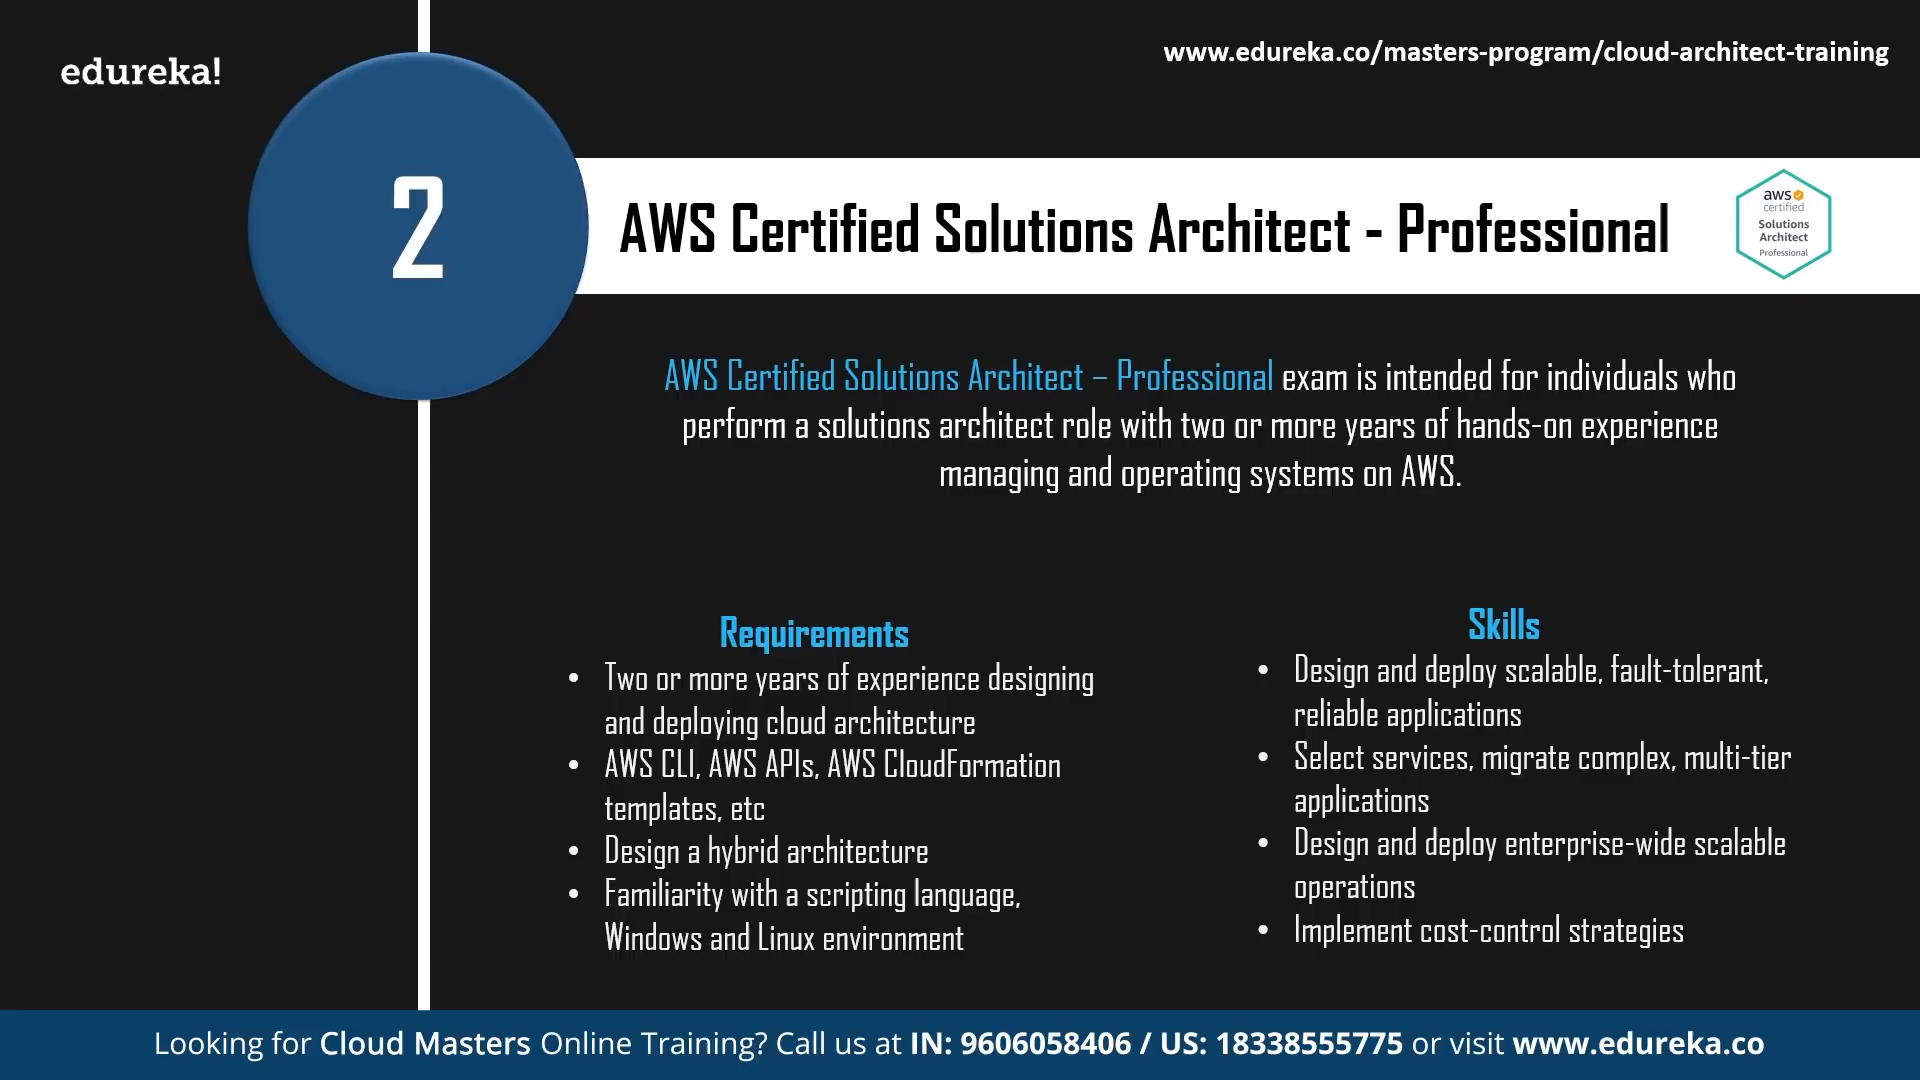 edureka!
www.edureka.co/masters-program/cloud-architect-training
2
AWS Certified Solutions Architect - Professional
aws
certified
Solutions
Architect
Professional
AWS Certified Solutions Architect – Professional exam is intended for individuals who
perform a solutions architect role with two or more years of hands-on experience
managing and operating systems on AWS.
Requirements
• Two or more years of experience designing
and deploying cloud architecture
• AWS CLI, AWS APIs, AWS CloudFormation
templates, etc
• Design a hybrid architecture
• Familiarity with a scripting language,
Windows and Linux environment
Skills
• Design and deploy scalable, fault-tolerant,
reliable applications
• Select services, migrate complex, multi-tier
applications
• Design and deploy enterprise-wide scalable
operations
• Implement cost-control strategies
Looking for Cloud Masters Online Training? Call us at IN: 9606058406 / US: 18338555775 or visit www.edureka.co